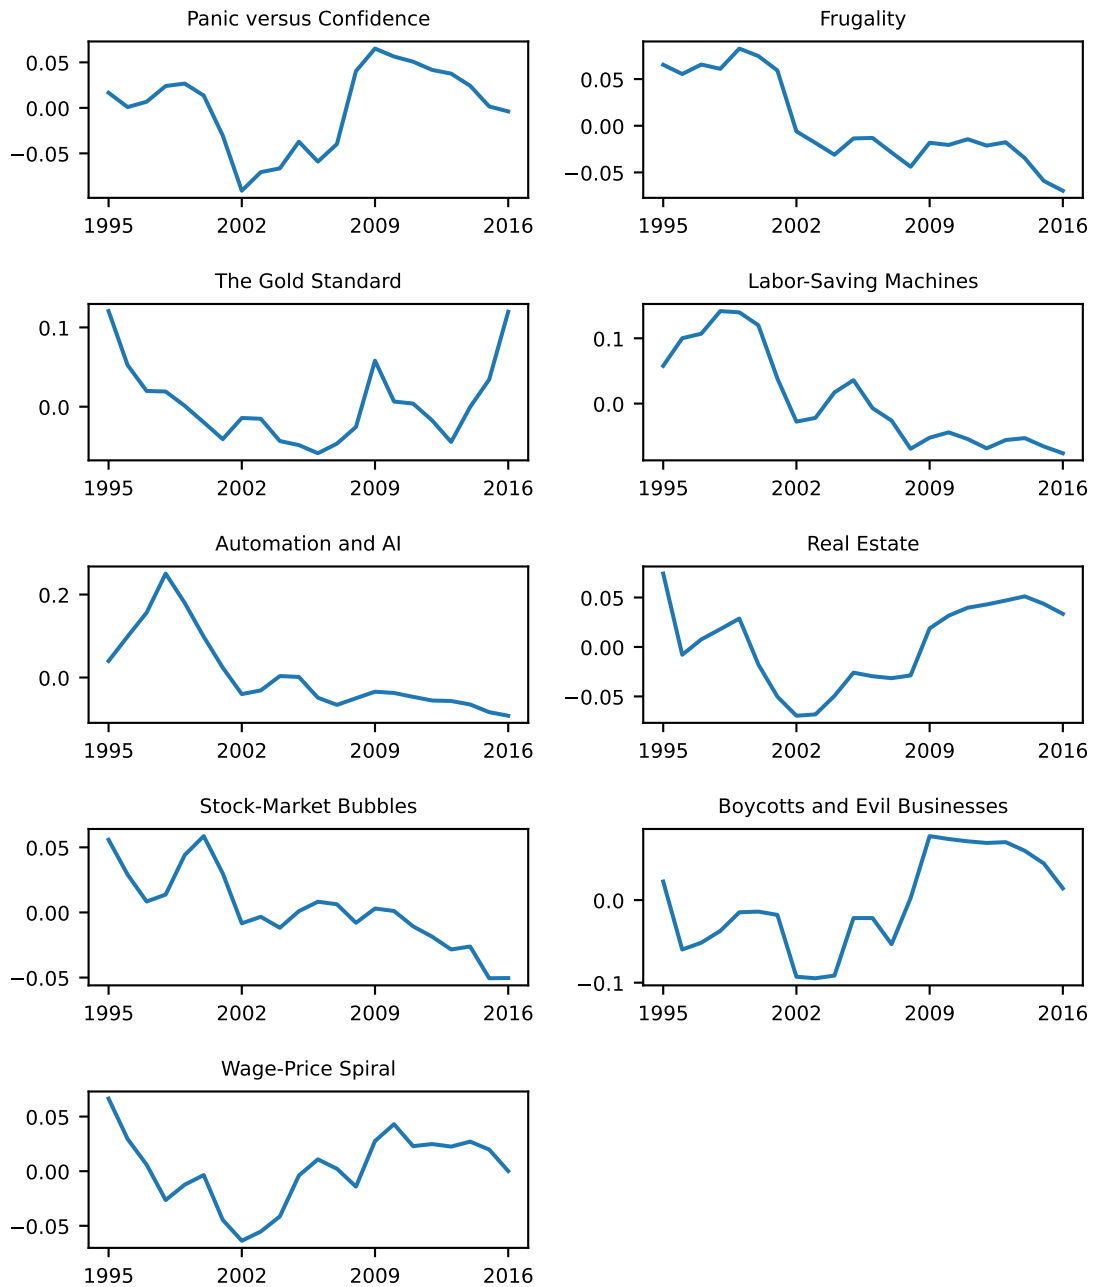 Panic versus Confidence
0.05
0.00
−0.05
1995 2002 2009 2016
Frugality
0.05
0.00
−0.05
1995 2002 2009 2016
The Gold Standard
0.1
0.0
1995 2002 2009 2016
Labor-Saving Machines
0.1
0.0
1995 2002 2009 2016
Automation and AI
0.2
0.0
1995 2002 2009 2016
Real Estate
0.05
0.00
−0.05
1995 2002 2009 2016
Stock-Market Bubbles
0.05
0.00
−0.05
1995 2002 2009 2016
Boycotts and Evil Businesses
0.0
−0.1
1995 2002 2009 2016
Wage-Price Spiral
0.05
0.00
−0.05
1995 2002 2009 2016